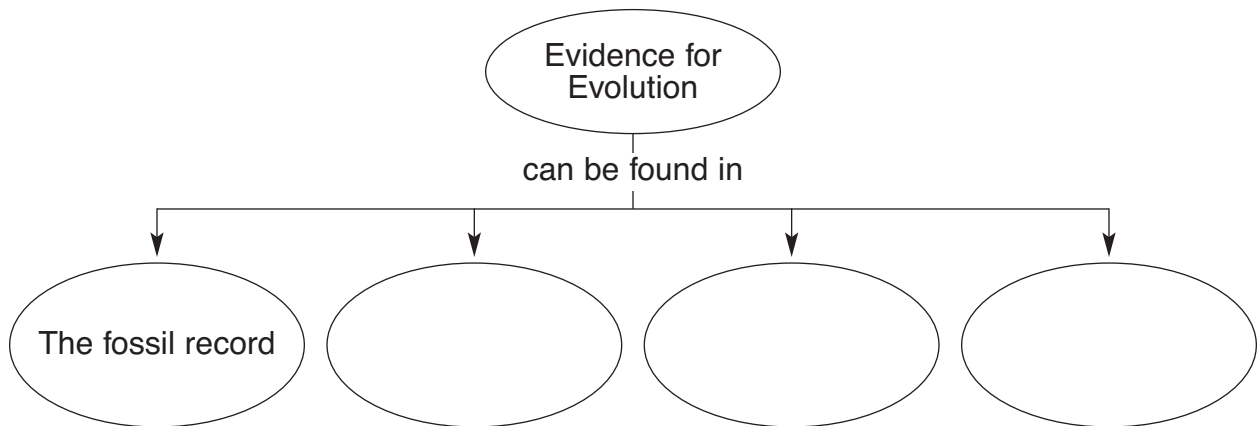 Evidence for
Evolution
can be found in
The fossil record